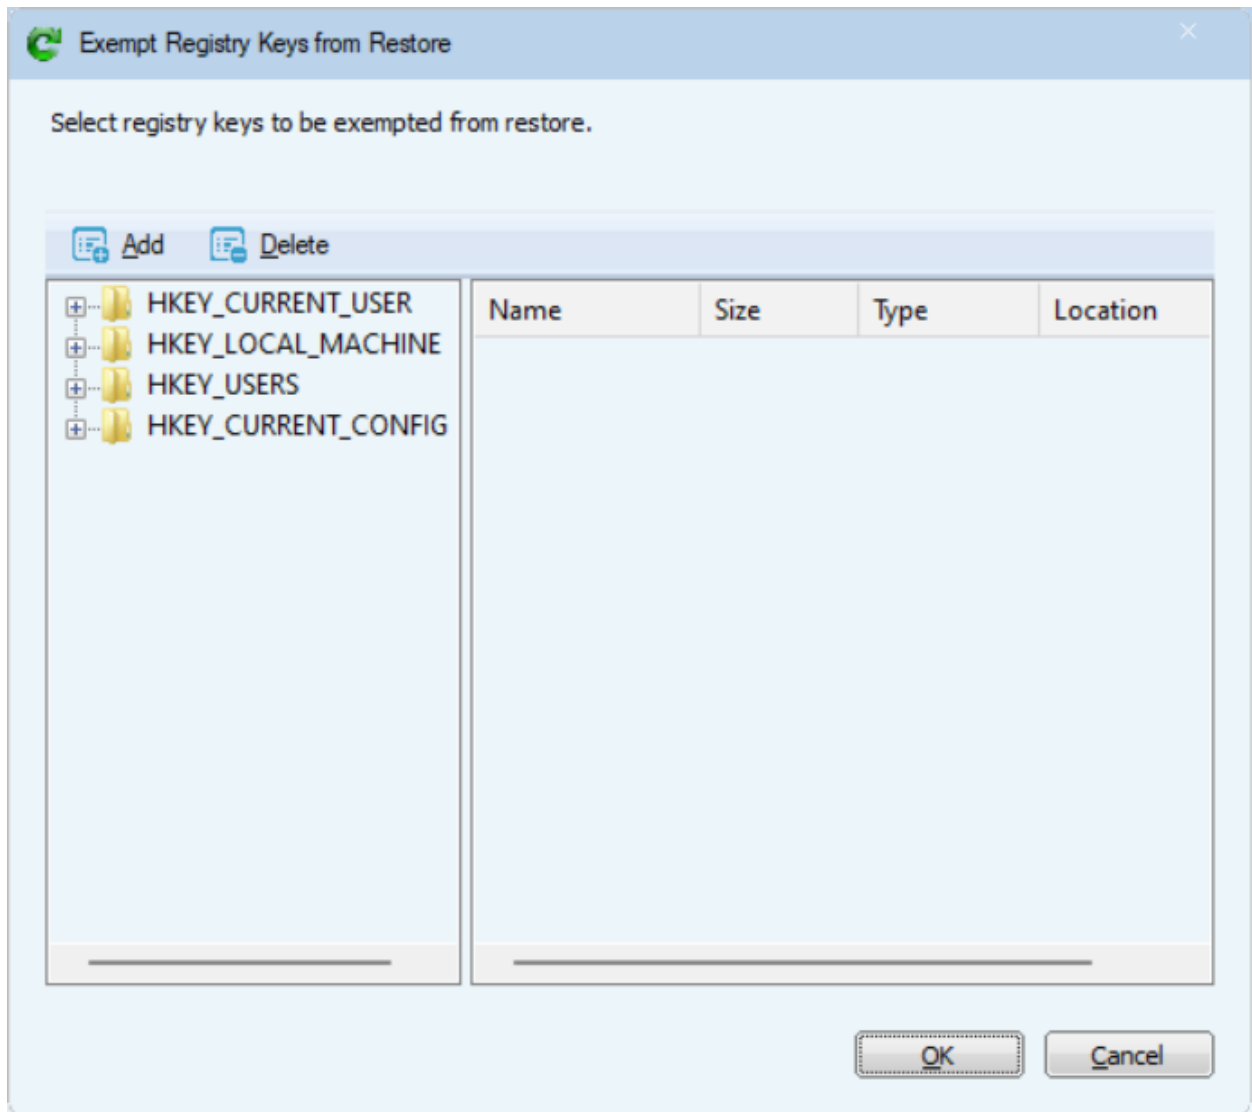 Exempt Registry Keys from Restore
Select registry keys to be exempted from restore.
Add Delete
HKEY_CURRENT_USER
HKEY_LOCAL_MACHINE
HKEY_USERS
HKEY_CURRENT_CONFIG
Name Size Type Location
OK Cancel